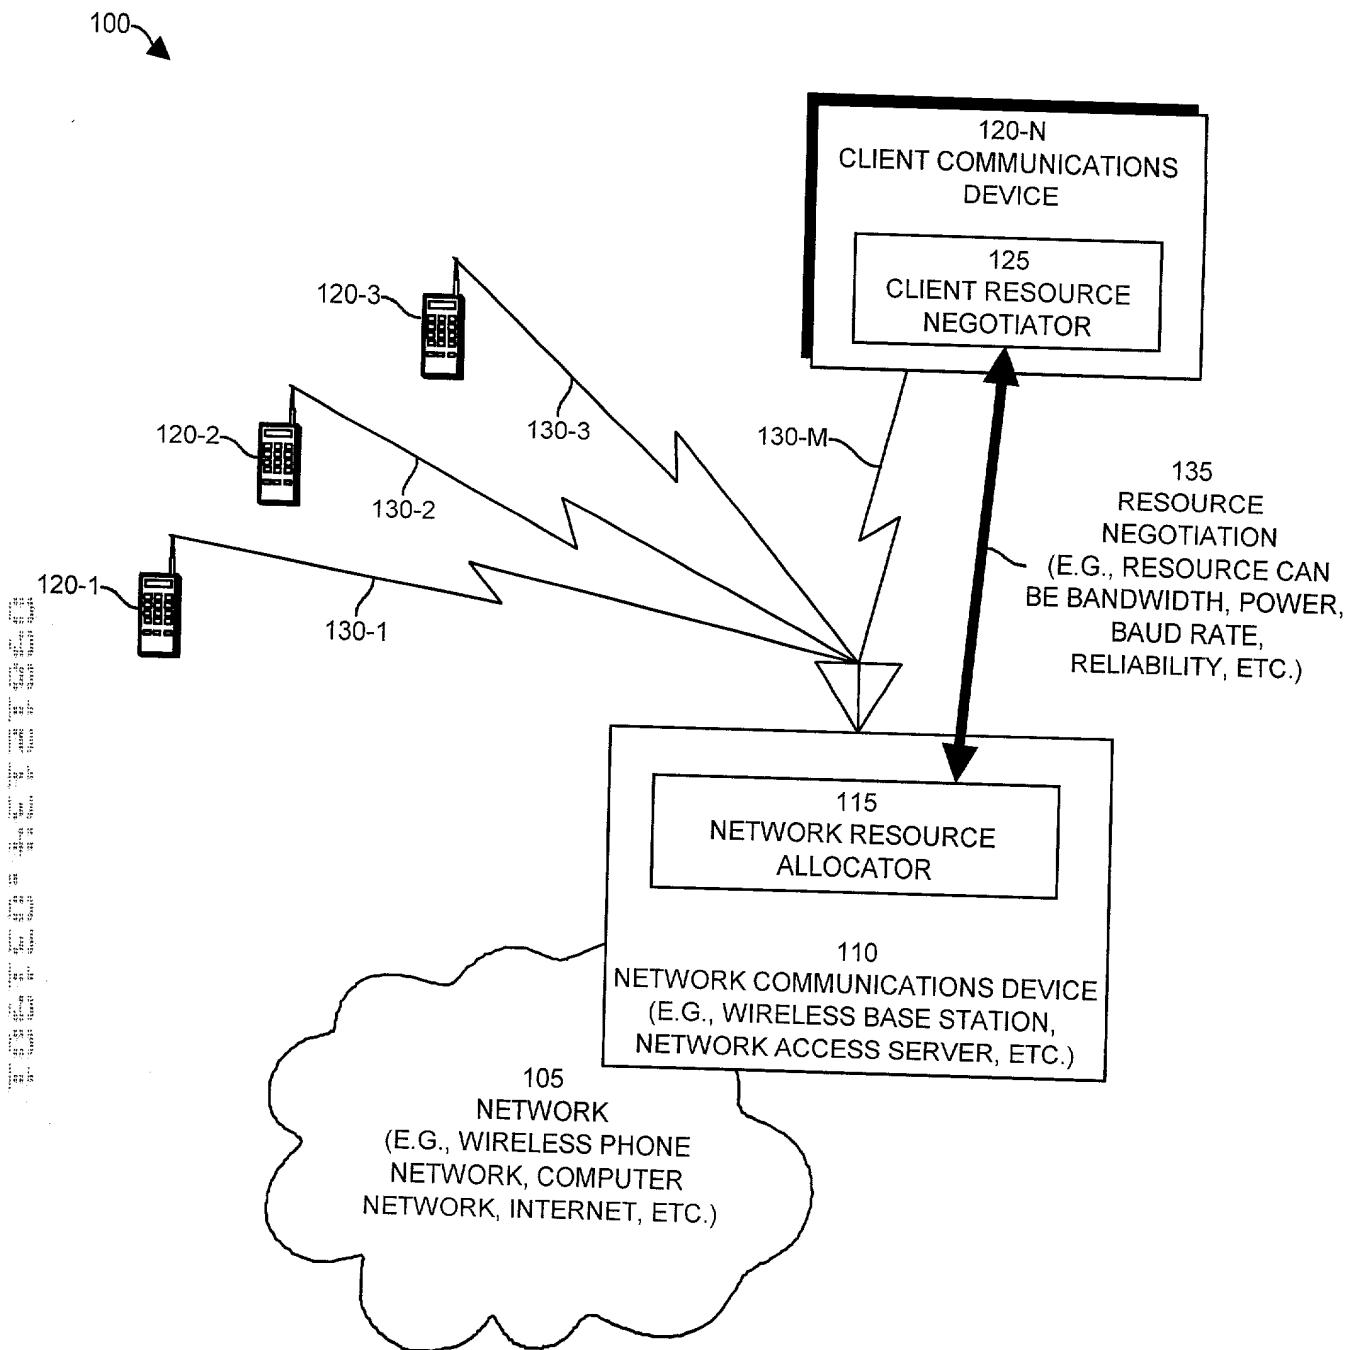 100
120-N
CLIENT COMMUNICATIONS
DEVICE
125
CLIENT RESOURCE
NEGOTIATOR
120-3
130-3
120-2
130-2
120-1
130-1
130-M
135
RESOURCE
NEGOTIATION
(E.G., RESOURCE CAN
BE BANDWIDTH, POWER,
BAUD RATE,
RELIABILITY, ETC.)
115
NETWORK RESOURCE
ALLOCATOR
110
NETWORK COMMUNICATIONS DEVICE
(E.G., WIRELESS BASE STATION,
NETWORK ACCESS SERVER, ETC.)
105
NETWORK
(E.G., WIRELESS PHONE
NETWORK, COMPUTER
NETWORK, INTERNET, ETC.)